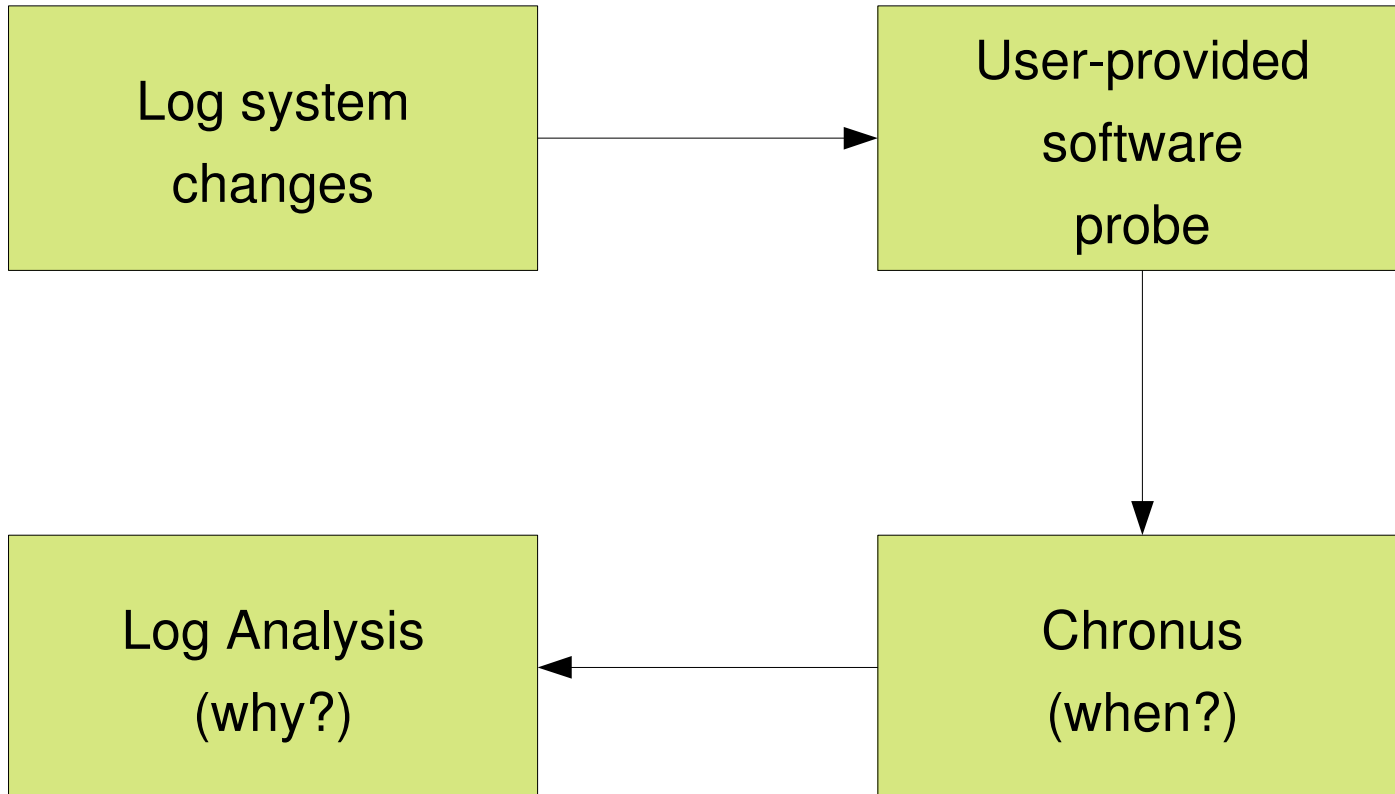 Log system
changes
User-provided
software
probe
Log Analysis
(why?)
Chronus
(when?)